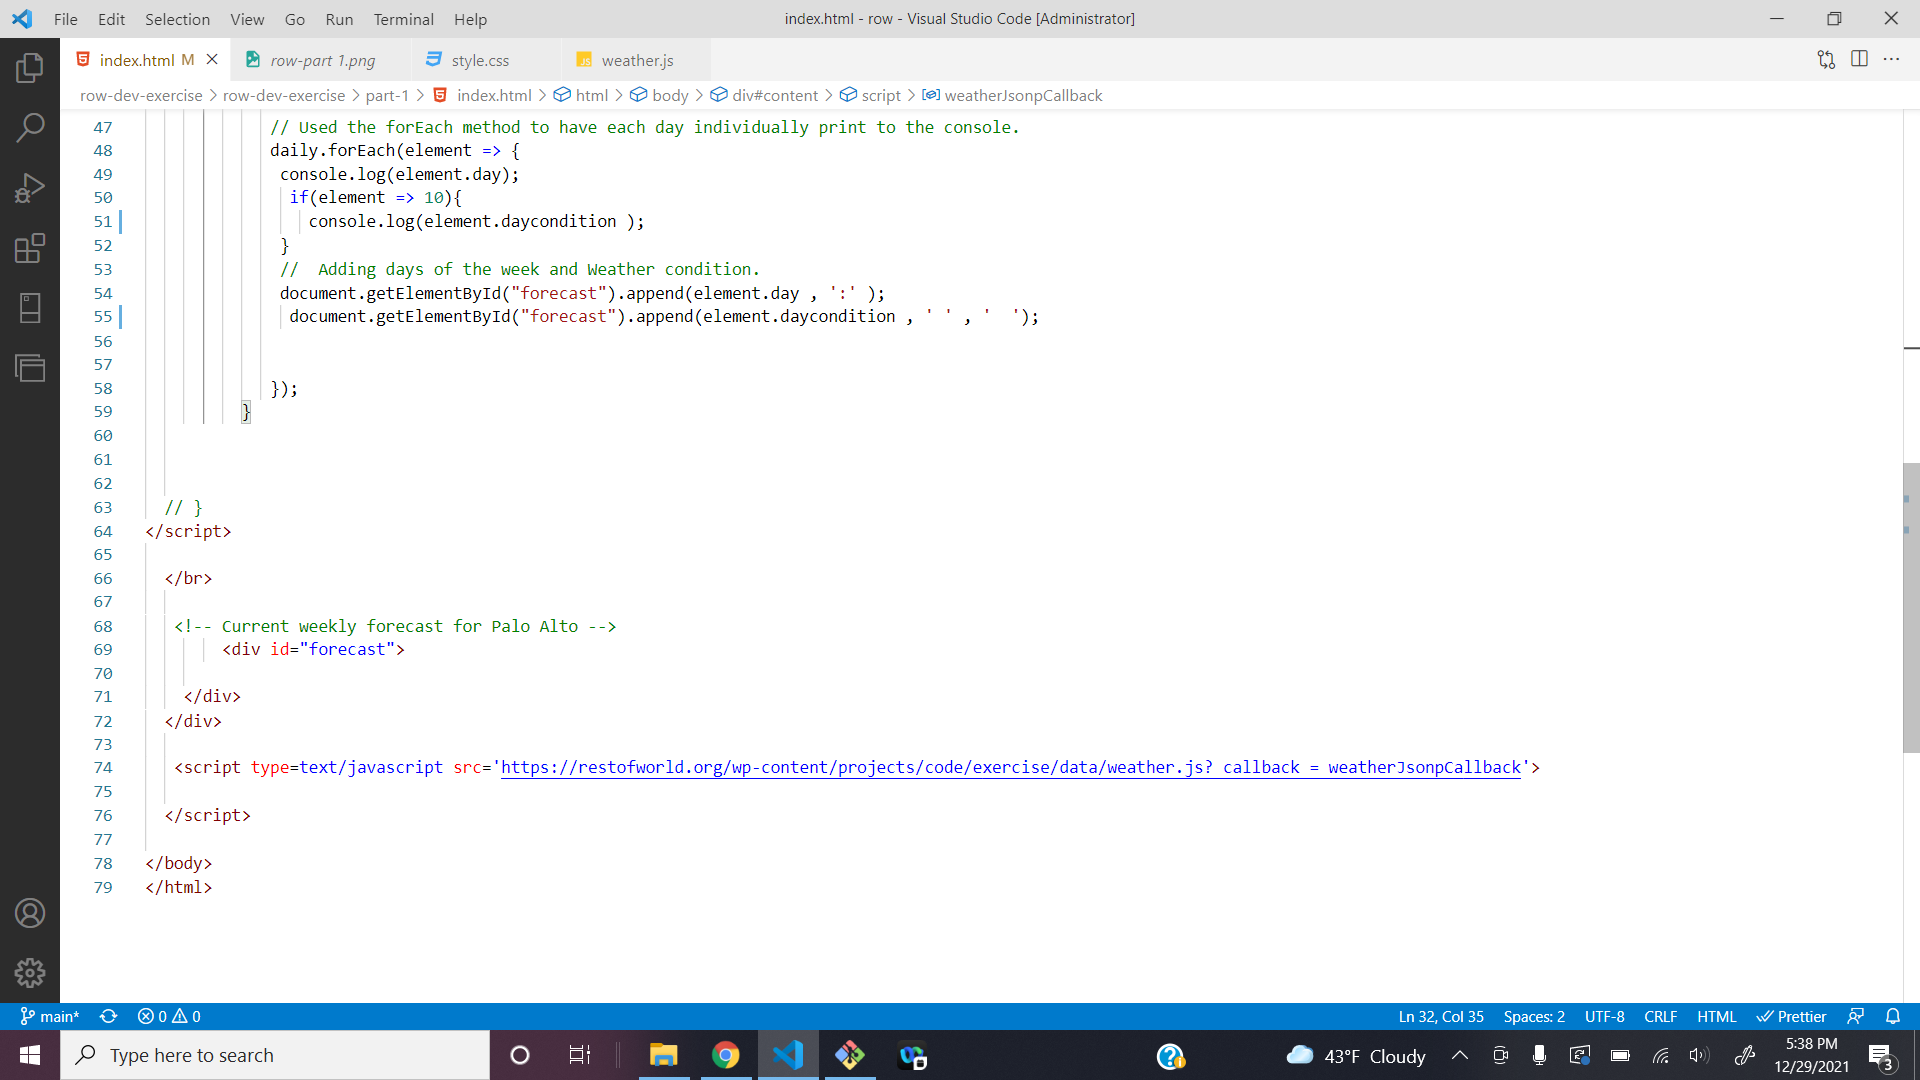 File Edit Selection View Go Run Terminal Help
index.html - row - Visual Studio Code [Administrator]
index.html M
row-part 1.png
style.css
JS weather.js
row-dev-exercise > row-dev-exercise > part-1 > index.html > html > body > div#content > script > weatherJsonpCallback
47 // Used the forEach method to have each day individually print to the console.
48 daily.forEach(element => {
49 console.log(element.day);
50 if(element => 10){
51 console.log(element.daycondition );
52 }
53 //  Adding days of the week and Weather condition.
54 document.getElementById("forecast").append(element.day , ':' );
55 document.getElementById("forecast").append(element.daycondition , ' ' , '  ');
56
57
58 });
59 }
60
61
62
63 // }
64 </script>
65
66 </br>
67
68 <!-- Current weekly forecast for Palo Alto -->
69 <div id="forecast">
70
71 </div>
72 </div>
73
74 <script type=text/javascript src='https://restofworld.org/wp-content/projects/code/exercise/data/weather.js? callback = weatherJsonpCallback'>
75
76 </script>
77
78 </body>
79 </html>
main* 0 0
Ln 32, Col 35 Spaces: 2 UTF-8 CRLF HTML Prettier
Type here to search
43°F Cloudy
5:38 PM
12/29/2021
3